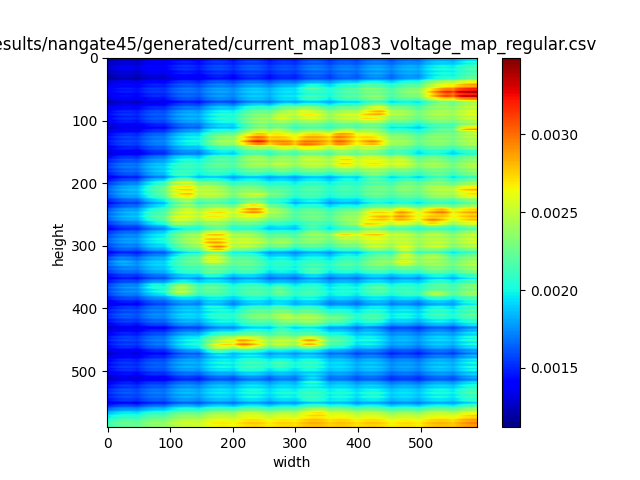 esults/nangate45/generated/current_map1083_voltage_map_regular.csv
0
100
200
300
400
500
height
0 100 200 300 400 500
width
0.0030
0.0025
0.0020
0.0015